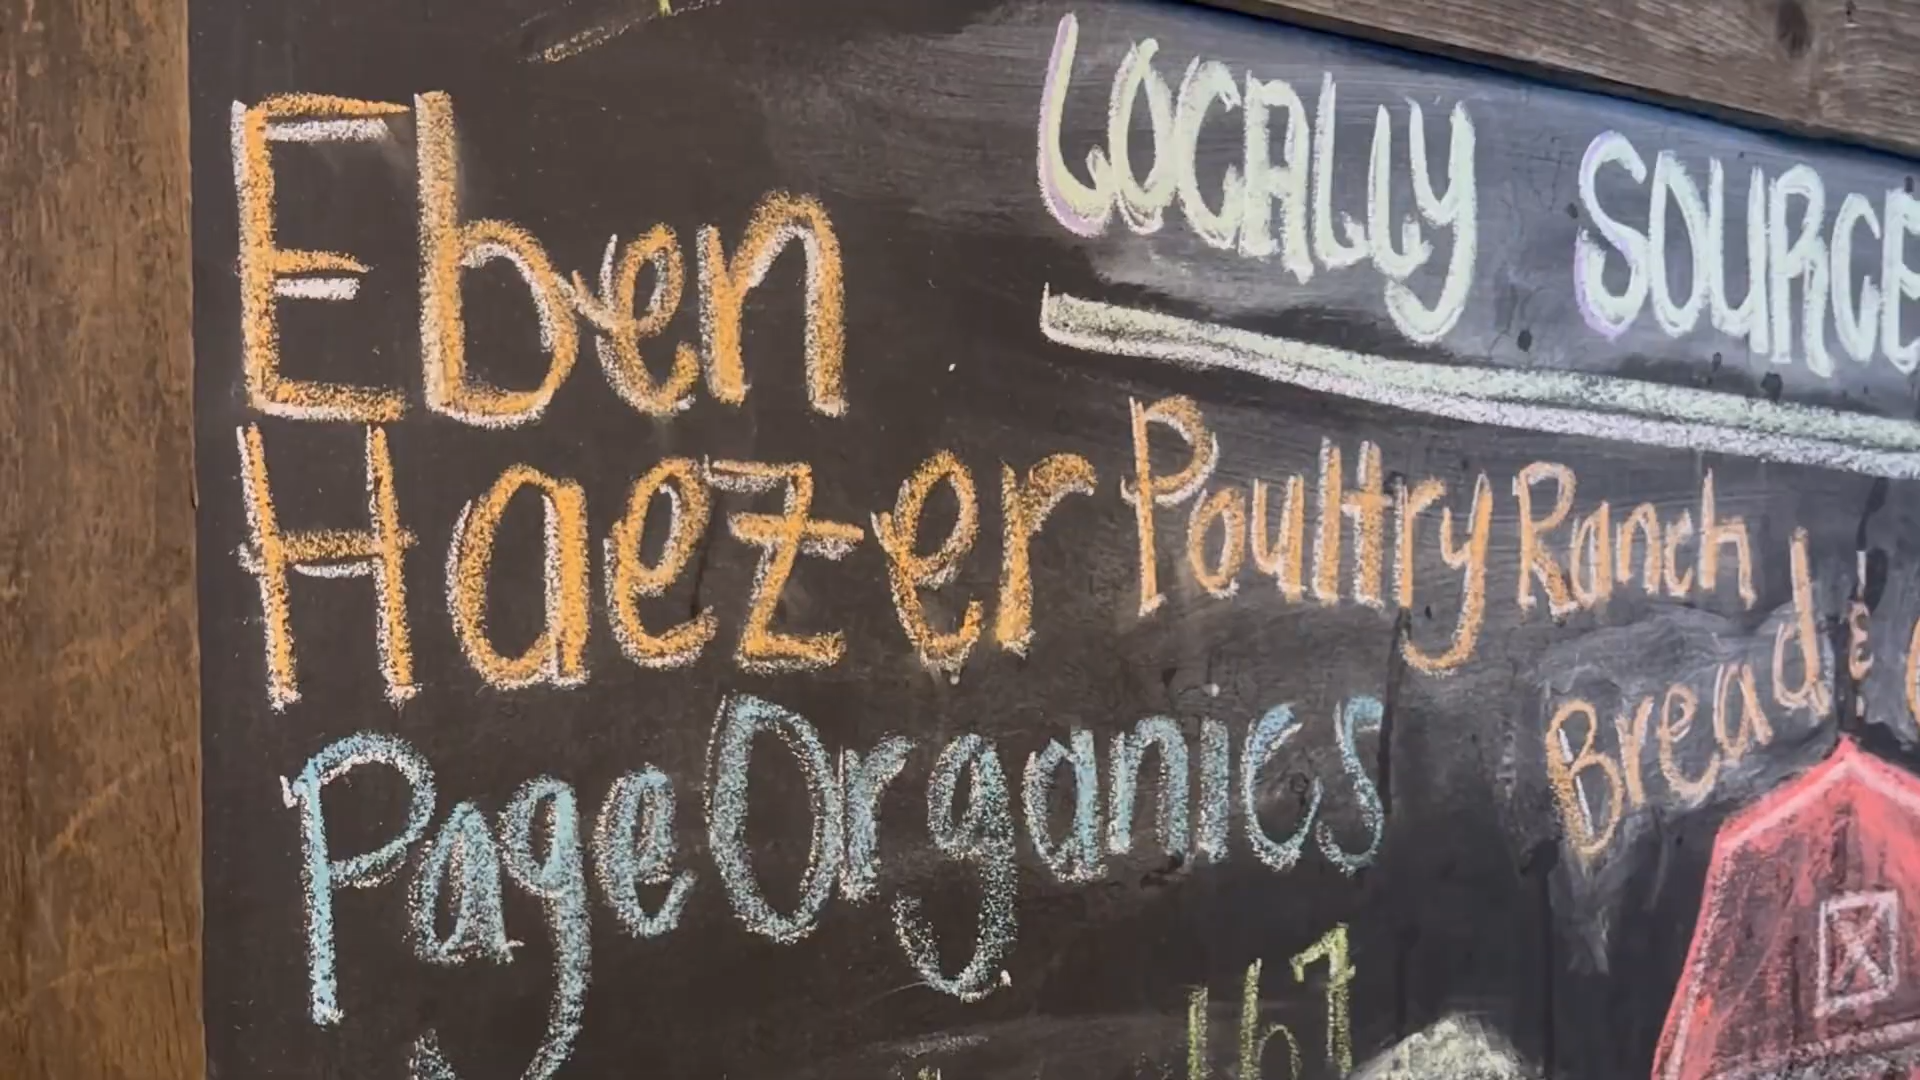 LOCALLY SOURCE
Eben
Haezer Poultry Ranch
Bread &
Page Organics